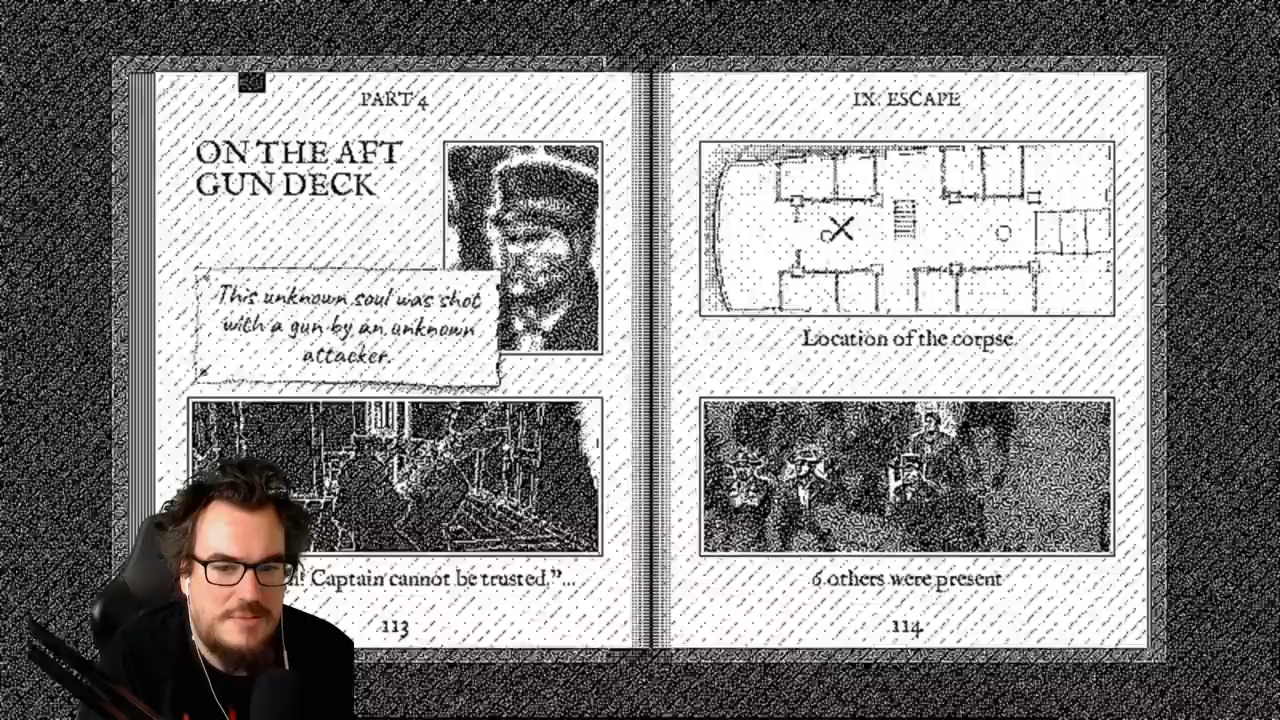 PART 4
ON THE AFT
GUN DECK
This unknown soul was shot
with a gun by an unknown
attacker.
Captain cannot be trusted."...
113
IX: ESCAPE
Location of the corpse
6 others were present
114